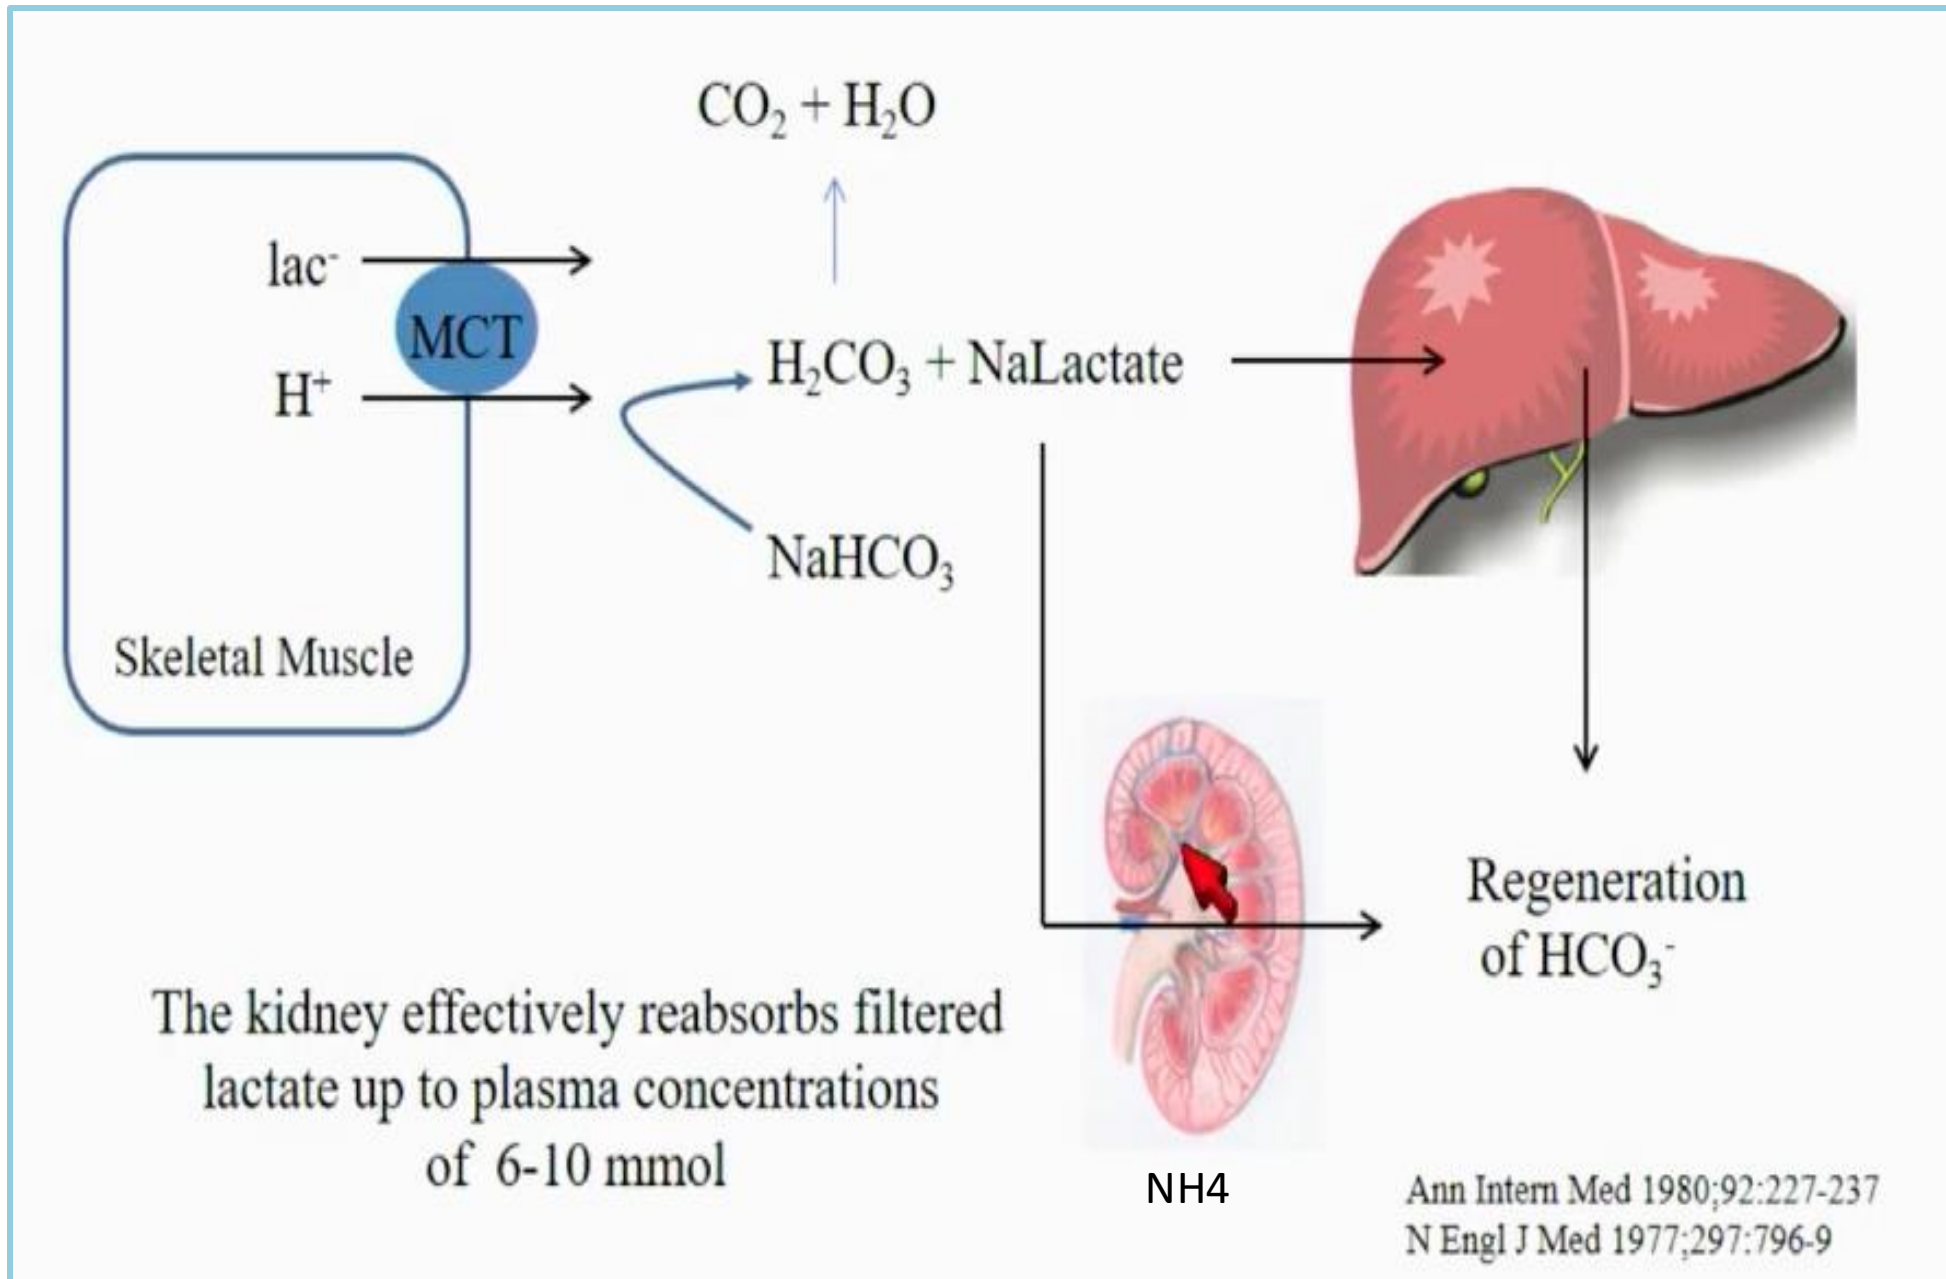 CO₂ + H₂O
lac⁻
MCT
H⁺
H₂CO₃ + NaLactate
NaHCO₃
Skeletal Muscle
Regeneration
of HCO₃⁻
The kidney effectively reabsorbs filtered
lactate up to plasma concentrations
of 6-10 mmol
NH4
Ann Intern Med 1980;92:227-237
N Engl J Med 1977;297:796-9